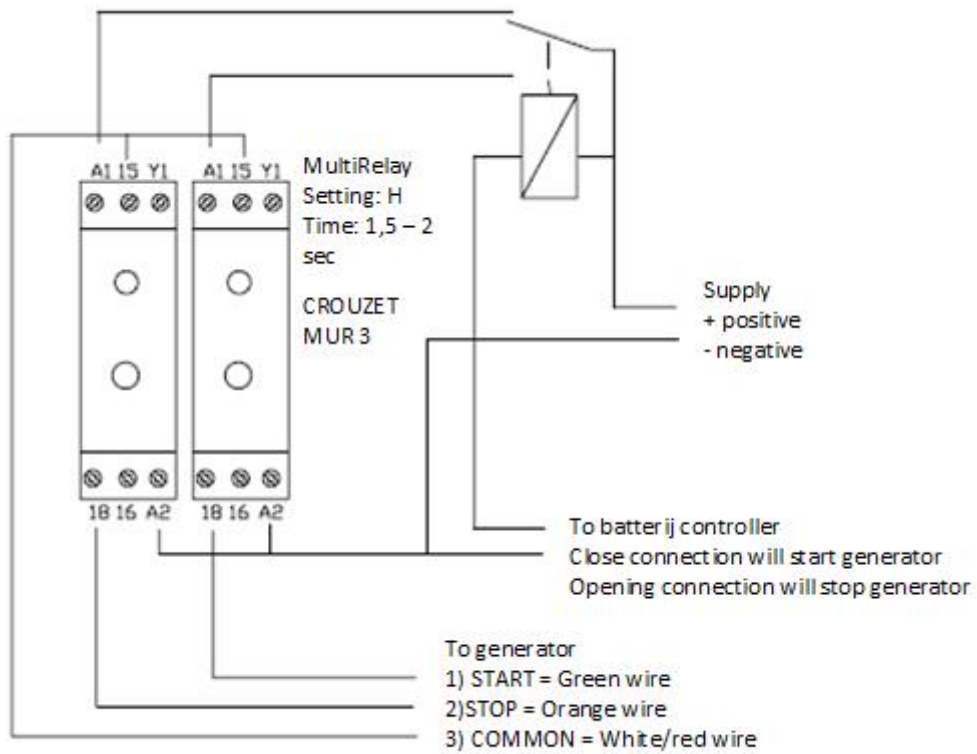 A1 15 Y1
A1 15 Y1
MultiRelay
Setting: H
Time: 1,5 – 2
sec
CROUZET
MUR 3
18 16 A2
18 16 A2
Supply
+ positive
- negative
To batterij controller
Close connection will start generator
Opening connection will stop generator
To generator
1) START = Green wire
2)STOP = Orange wire
3) COMMON = White/red wire